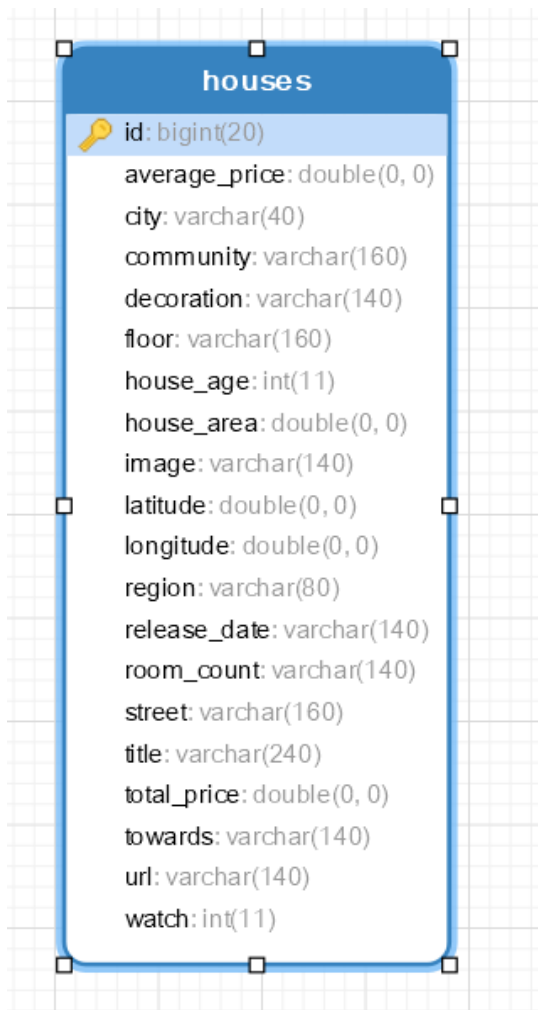 houses
id: bigint(20)
average_price: double(0, 0)
city: varchar(40)
community: varchar(160)
decoration: varchar(140)
floor: varchar(160)
house_age: int(11)
house_area: double(0, 0)
image: varchar(140)
latitude: double(0, 0)
longitude: double(0, 0)
region: varchar(80)
release_date: varchar(140)
room_count: varchar(140)
street: varchar(160)
title: varchar(240)
total_price: double(0, 0)
towards: varchar(140)
url: varchar(140)
watch: int(11)